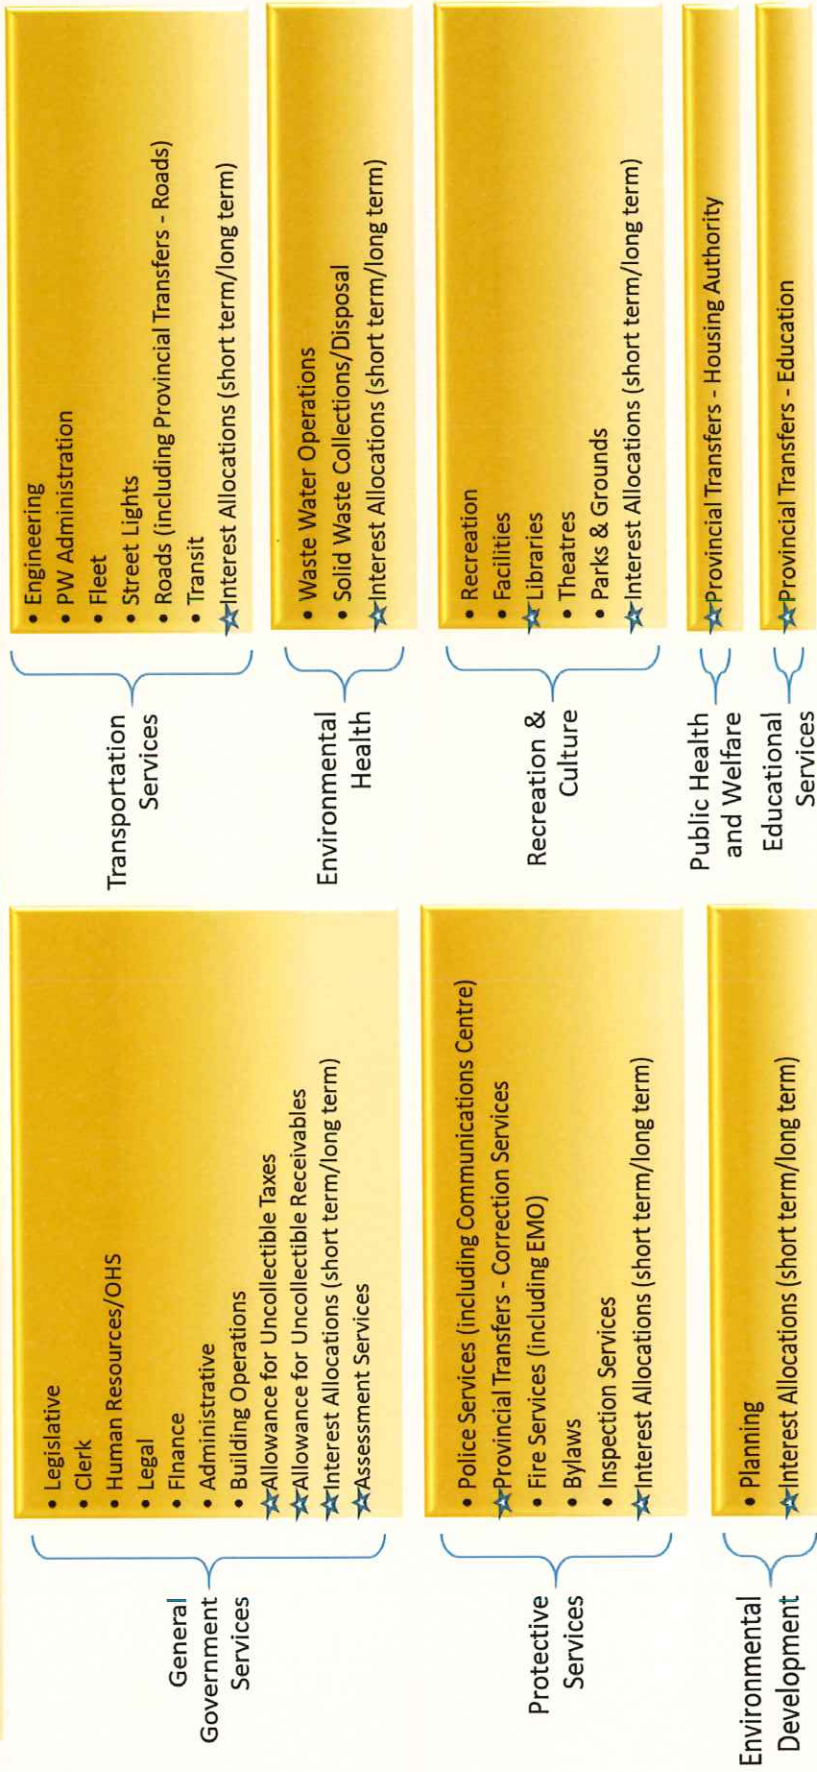 General
Government
Services
• Legislative
• Clerk
• Human Resources/OHS
• Legal
• Finance
• Administrative
• Building Operations
☆Allowance for Uncollectible Taxes
☆Allowance for Uncollectible Receivables
☆Interest Allocations (short term/long term)
☆Assessment Services
Protective
Services
• Police Services (including Communications Centre)
☆Provincial Transfers - Correction Services
• Fire Services (including EMO)
• Bylaws
• Inspection Services
☆Interest Allocations (short term/long term)
Environmental
Development
• Planning
☆Interest Allocations (short term/long term)
Transportation
Services
• Engineering
• PW Administration
• Fleet
• Street Lights
• Roads (including Provincial Transfers - Roads)
• Transit
☆Interest Allocations (short term/long term)
Environmental
Health
• Waste Water Operations
• Solid Waste Collections/Disposal
☆Interest Allocations (short term/long term)
Recreation &
Culture
• Recreation
• Facilities
☆Libraries
• Theatres
• Parks & Grounds
☆Interest Allocations (short term/long term)
Public Health
and Welfare
☆Provincial Transfers - Housing Authority
Educational
Services
☆Provincial Transfers - Education